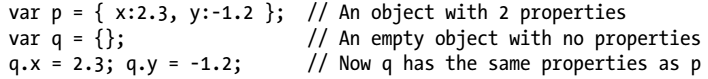 var p = { x:2.3, y:-1.2 };  // An object with 2 properties
var q = {};                 // An empty object with no properties
q.x = 2.3; q.y = -1.2;      // Now q has the same properties as p